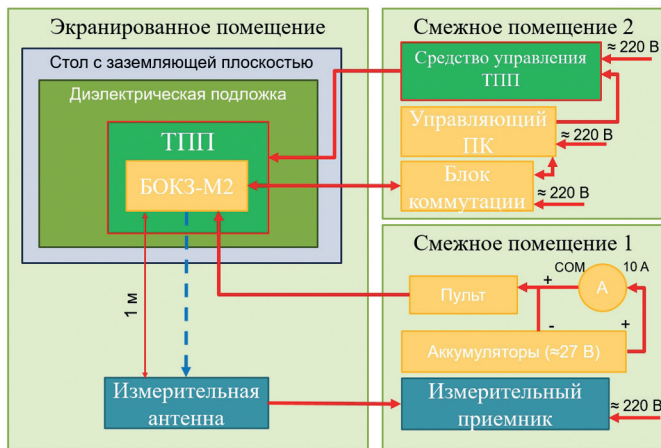 Экранированное помещение
Стол с заземляющей плоскостью
Диэлектрическая подложка
ТПП
БОКЗ-М2
1 м
Измерительная
антенна
Смежное помещение 2
Средство управления
ТПП
≈ 220 В
Управляющий
ПК
≈ 220 В
Блок
коммутации
≈ 220 В
Смежное помещение 1
COM
10 А
+
А
Пульт
-
+
Аккумуляторы (≈27 В)
Измерительный
приемник
≈ 220 В